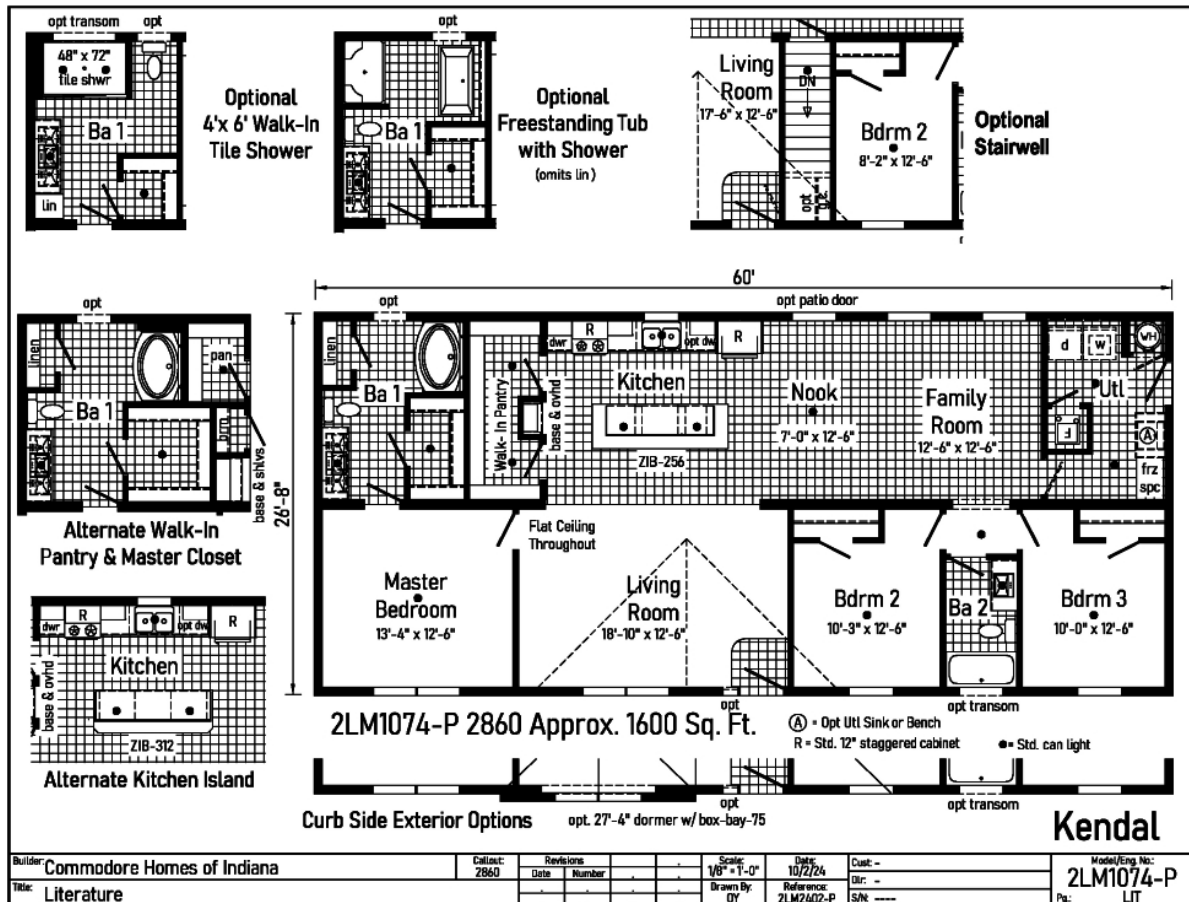 opt transom
opt
48" x 72"
tile shwr
Ba 1
lin
Optional
4'x 6' Walk-In
Tile Shower
opt
Ba 1
Optional
Freestanding Tub
with Shower
(omits lin)
Living
Room
17'-6" x 12'-6"
DN
opt
Bdrm 2
8'-2" x 12'-6"
Optional
Stairwell
opt
linen
Ba 1
pan
brm
base & shlvs
Alternate Walk-In
Pantry & Master Closet
R
dwr
opt dw
R
Kitchen
base & ovhd
ZIB-312
Alternate Kitchen Island
60'
26'-8"
opt
opt patio door
linen
Ba 1
Walk-In Pantry
base & ovhd
dwr
R
opt dw
R
Kitchen
ZIB-256
Nook
7'-0" x 12'-6"
Family
Room
12'-6" x 12'-6"
d
w
WH
Utl
F
A
frz
spc
Flat Ceiling
Throughout
Master
Bedroom
13'-4" x 12'-6"
Living
Room
18'-10" x 12'-6"
Bdrm 2
10'-3" x 12'-6"
Ba 2
Bdrm 3
10'-0" x 12'-6"
opt
opt transom
2LM1074-P 2860 Approx. 1600 Sq. Ft.
A = Opt Utl Sink or Bench
R = Std. 12" staggered cabinet
●= Std. can light
opt
opt transom
Curb Side Exterior Options
opt. 27'-4" dormer w/ box-bay-75
Kendal
Builder: Commodore Homes of Indiana
Callout:
2860
Revisions
Date Number
Scale:
1/8" = 1'-0"
Date:
10/2/24
Cust: -
Model/Eng. No.:
2LM1074-P
Title: Literature
Drawn By:
DY
Reference:
2LM2402-P
Dlr: -
S/N: ----
Pg.: LIT